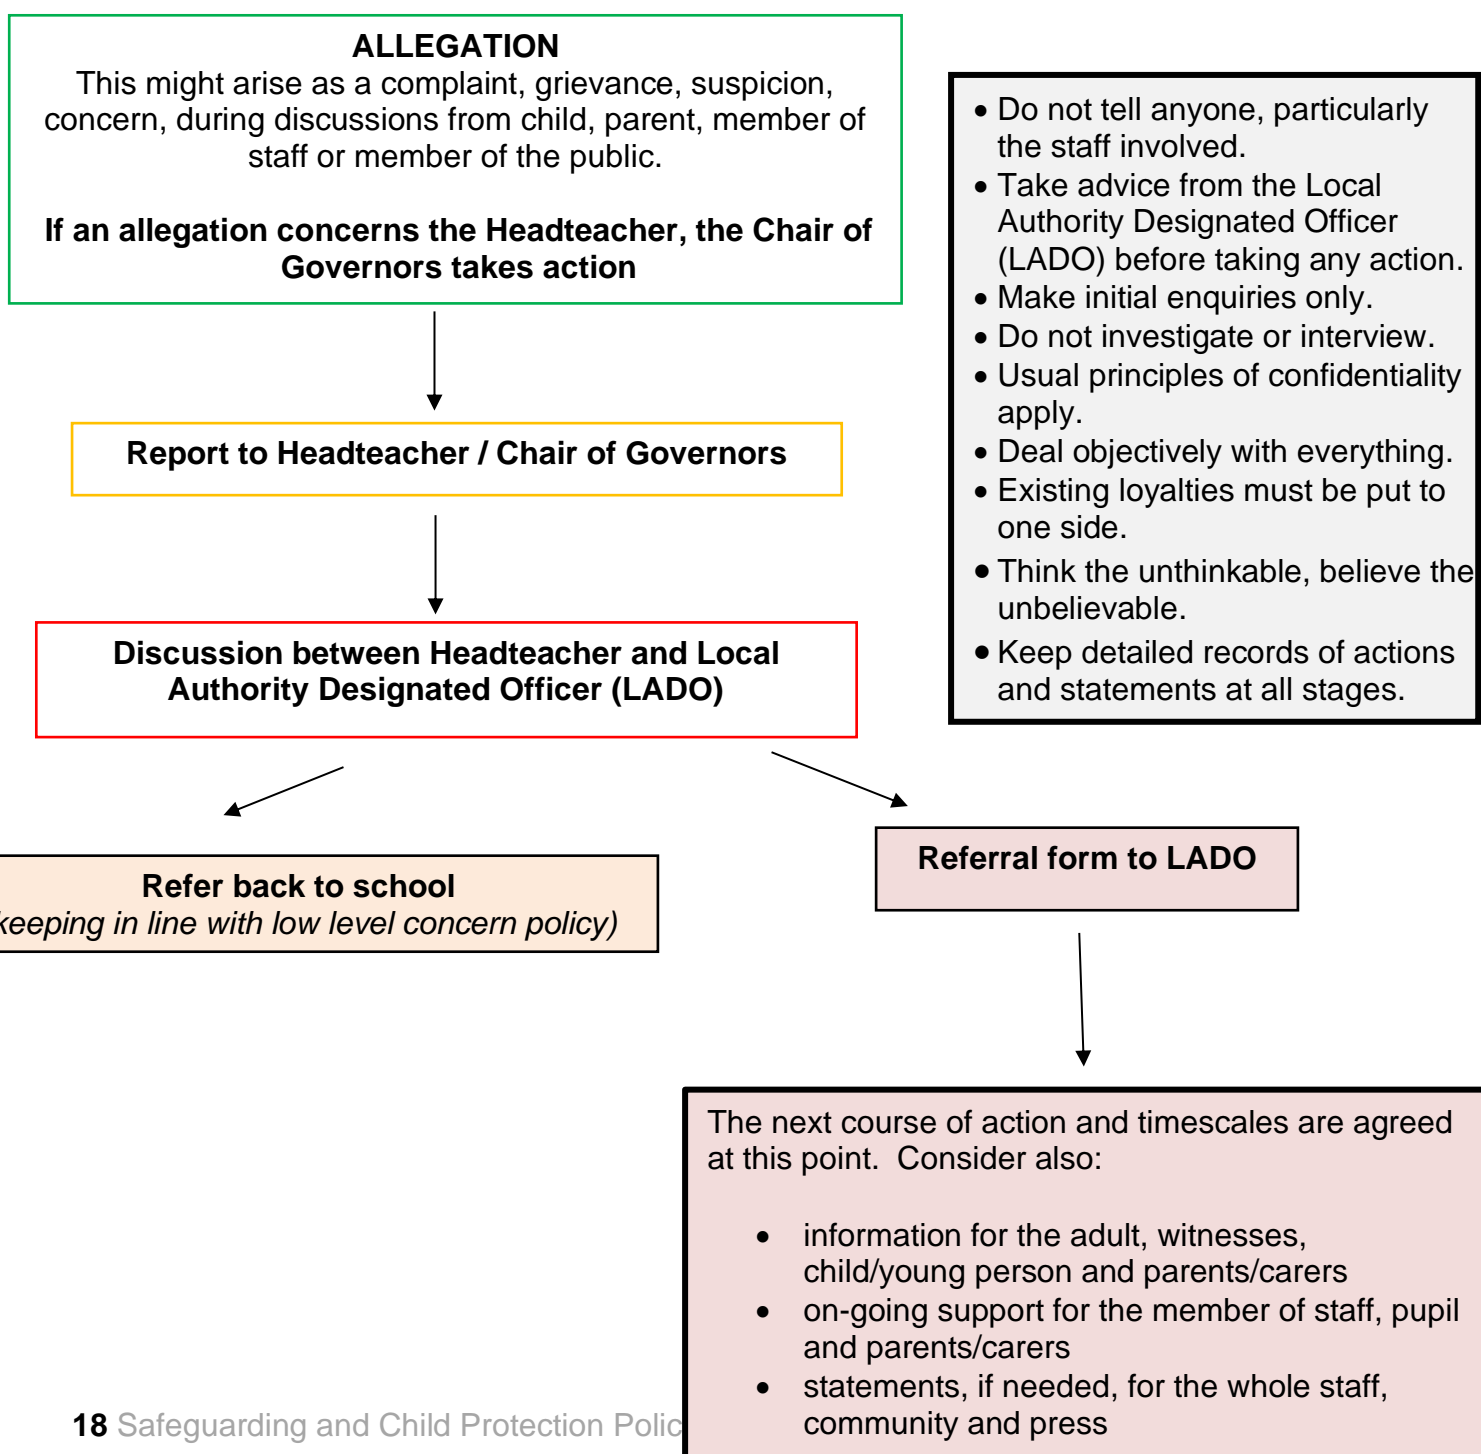 ALLEGATION
This might arise as a complaint, grievance, suspicion,
concern, during discussions from child, parent, member of
staff or member of the public.
If an allegation concerns the Headteacher, the Chair of
Governors takes action
• Do not tell anyone, particularly
the staff involved.
• Take advice from the Local
Authority Designated Officer
(LADO) before taking any action.
• Make initial enquiries only.
• Do not investigate or interview.
• Usual principles of confidentiality
apply.
• Deal objectively with everything.
• Existing loyalties must be put to
one side.
• Think the unthinkable, believe the
unbelievable.
• Keep detailed records of actions
and statements at all stages.
Report to Headteacher / Chair of Governors
Discussion between Headteacher and Local
Authority Designated Officer (LADO)
Refer back to school
keeping in line with low level concern policy)
Referral form to LADO
The next course of action and timescales are agreed
at this point.  Consider also:
• information for the adult, witnesses,
child/young person and parents/carers
• on-going support for the member of staff, pupil
and parents/carers
• statements, if needed, for the whole staff,
community and press
18 Safeguarding and Child Protection Polic